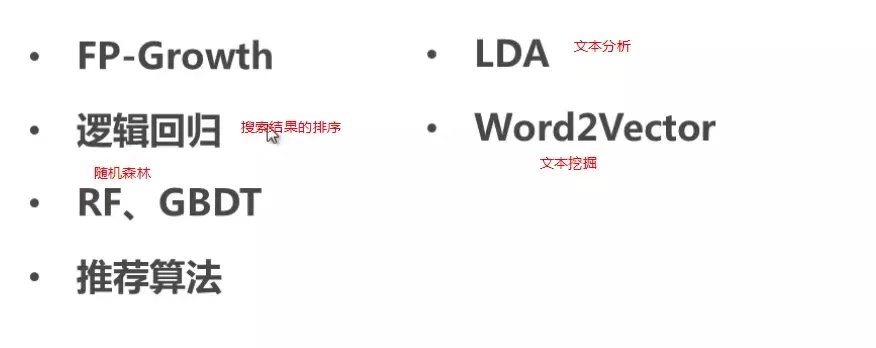 • FP-Growth
• 逻辑回归 搜索结果的排序
随机森林
• RF、GBDT
• 推荐算法
• LDA 文本分析
• Word2Vector
文本挖掘